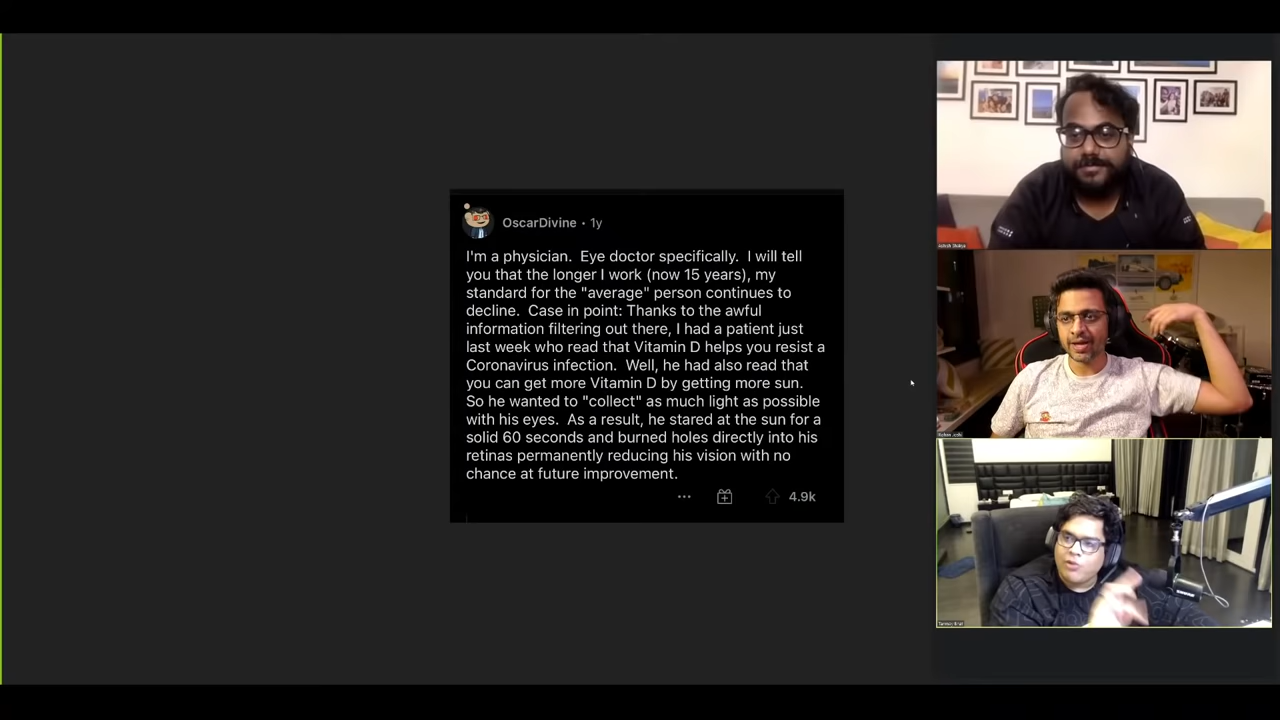 OscarDivine • 1y
I'm a physician. Eye doctor specifically. I will tell
you that the longer I work (now 15 years), my
standard for the "average" person continues to
decline. Case in point: Thanks to the awful
information filtering out there, I had a patient just
last week who read that Vitamin D helps you resist a
Coronavirus infection. Well, he had also read that
you can get more Vitamin D by getting more sun.
So he wanted to "collect" as much light as possible
with his eyes. As a result, he stared at the sun for a
solid 60 seconds and burned holes directly into his
retinas permanently reducing his vision with no
chance at future improvement.
4.9k